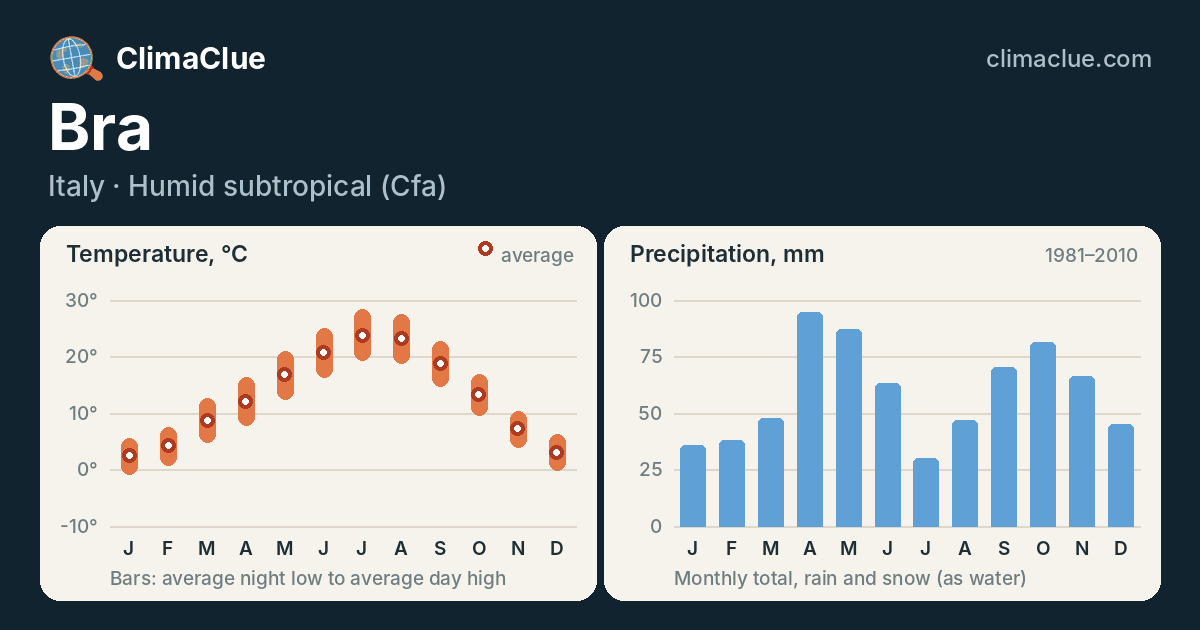 ClimaClue
climaclue.com
Bra
Italy · Humid subtropical (Cfa)
Temperature, °C
average
30°
20°
10°
0°
-10°
J F M A M J J A S O N D
Bars: average night low to average day high
Precipitation, mm
1981–2010
100
75
50
25
0
J F M A M J J A S O N D
Monthly total, rain and snow (as water)